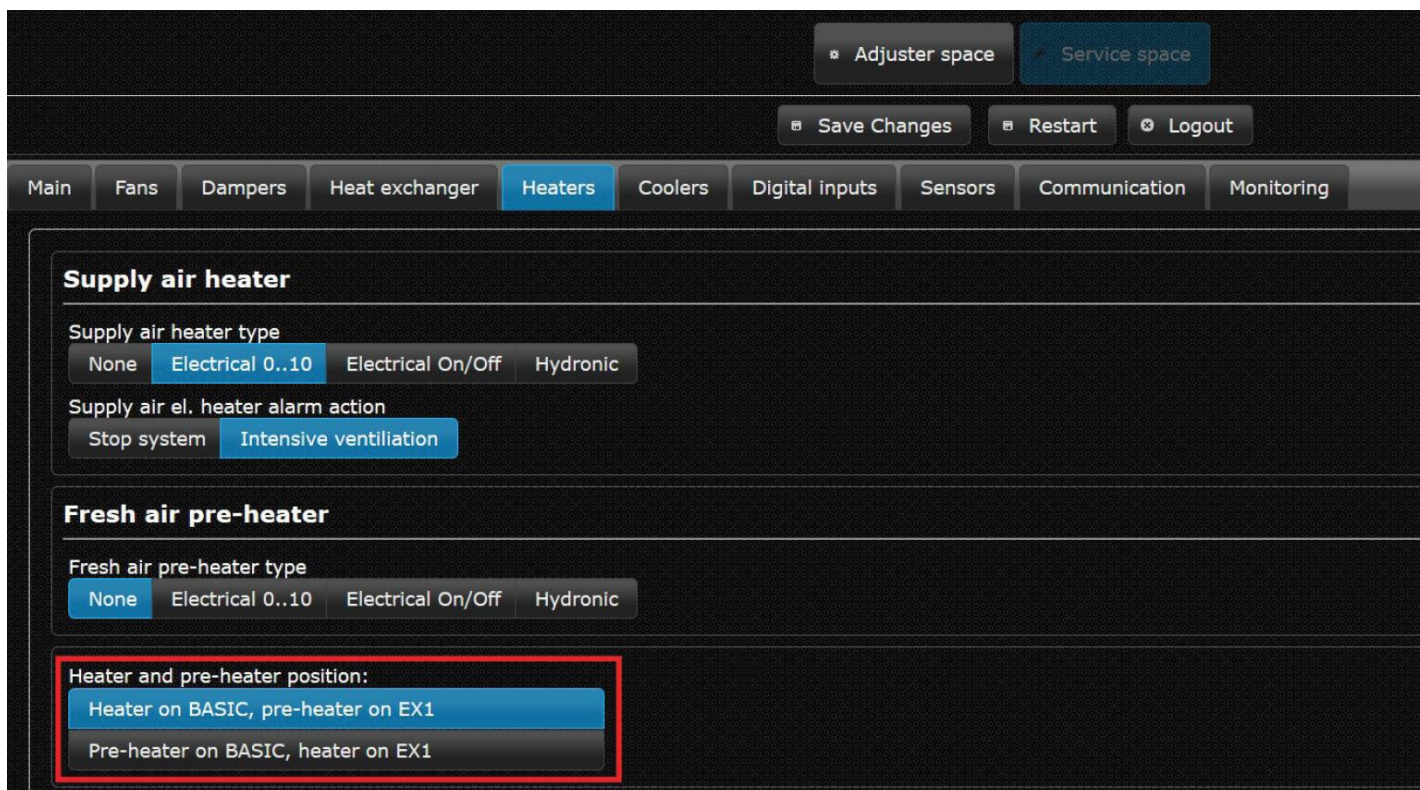 Adjuster space Service space
Save Changes Restart Logout
Main Fans Dampers Heat exchanger Heaters Coolers Digital inputs Sensors Communication Monitoring
Supply air heater
Supply air heater type
None Electrical 0..10 Electrical On/Off Hydronic
Supply air el. heater alarm action
Stop system Intensive ventiliation
Fresh air pre-heater
Fresh air pre-heater type
None Electrical 0..10 Electrical On/Off Hydronic
Heater and pre-heater position:
Heater on BASIC, pre-heater on EX1
Pre-heater on BASIC, heater on EX1